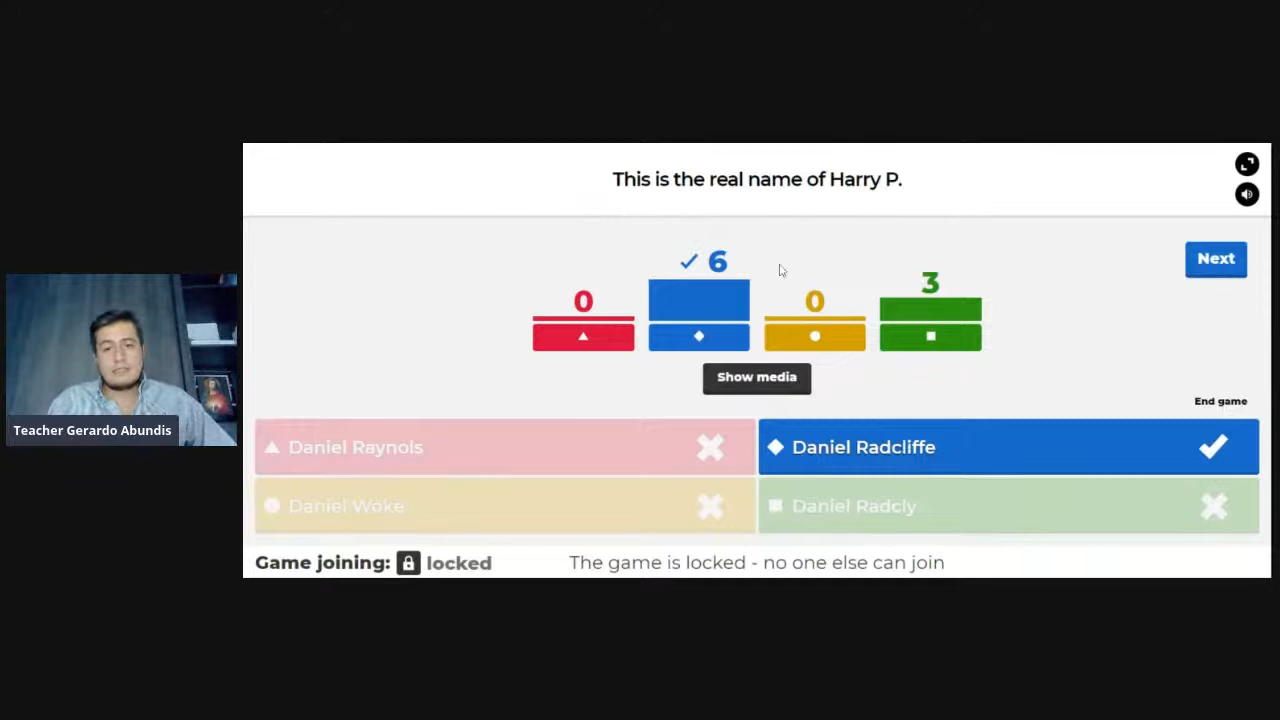 This is the real name of Harry P.
6
0
0
3
Next
Show media
End game
Teacher Gerardo Abundis
Daniel Raynols
Daniel Radcliffe
Daniel Woke
Daniel Radcly
Game joining: locked
The game is locked - no one else can join